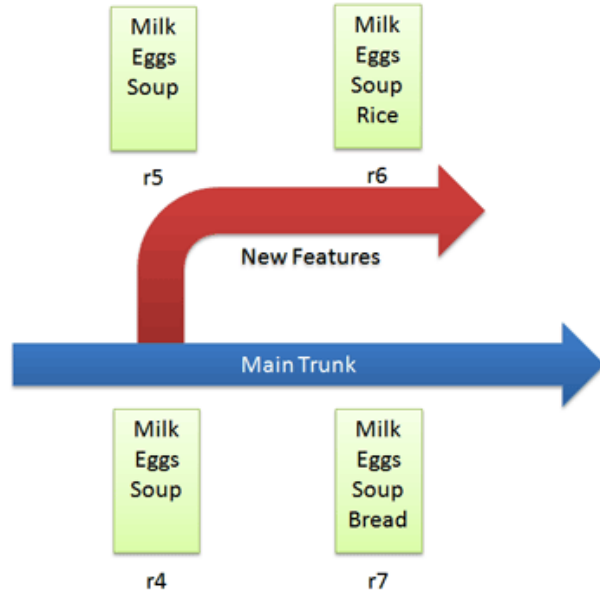 Milk
Eggs
Soup
r5
Milk
Eggs
Soup
Rice
r6
New Features
Main Trunk
Milk
Eggs
Soup
r4
Milk
Eggs
Soup
Bread
r7